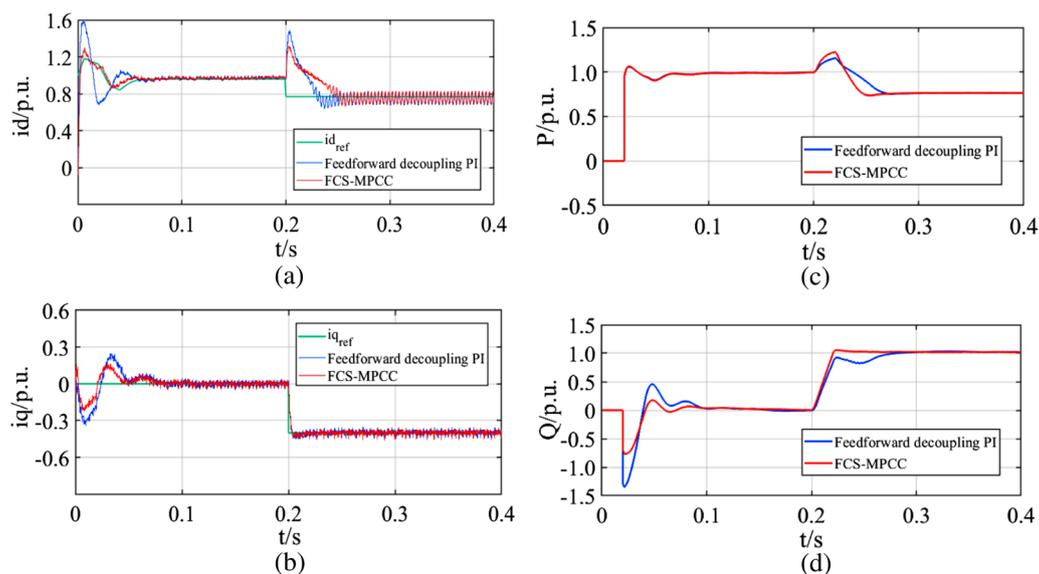 1.6
1.2
0.8
0.4
0
id/p.u.
id_ref
Feedforward decoupling PI
FCS-MPCC
0 0.1 0.2 0.3 0.4
t/s
(a)
1.5
1.0
0.5
0
-0.5
P/p.u.
Feedforward decoupling PI
FCS-MPCC
0 0.1 0.2 0.3 0.4
t/s
(c)
0.6
0.3
0
-0.3
-0.6
iq/p.u.
iq_ref
Feedforward decoupling PI
FCS-MPCC
0 0.1 0.2 0.3 0.4
t/s
(b)
1.5
1.0
0.5
0
-0.5
-1.0
-1.5
Q/p.u.
Feedforward decoupling PI
FCS-MPCC
0 0.1 0.2 0.3 0.4
t/s
(d)